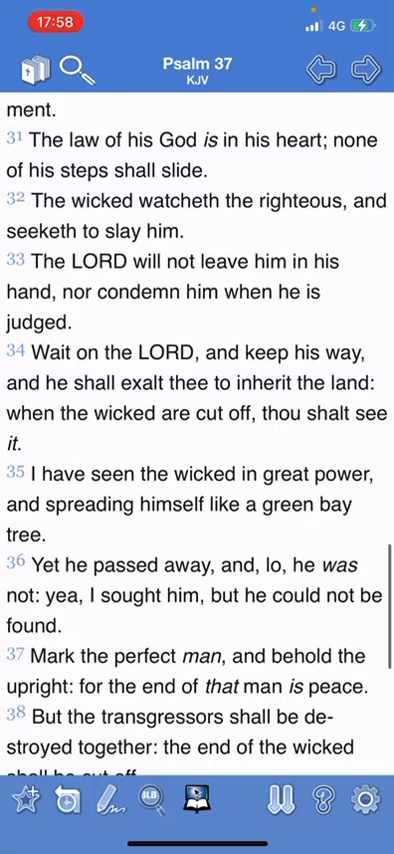 17:58
4G
Psalm 37
KJV
ment.
31 The law of his God is in his heart; none
of his steps shall slide.
32 The wicked watcheth the righteous, and
seeketh to slay him.
33 The LORD will not leave him in his
hand, nor condemn him when he is
judged.
34 Wait on the LORD, and keep his way,
and he shall exalt thee to inherit the land:
when the wicked are cut off, thou shalt see
it.
35 I have seen the wicked in great power,
and spreading himself like a green bay
tree.
36 Yet he passed away, and, lo, he was
not: yea, I sought him, but he could not be
found.
37 Mark the perfect man, and behold the
upright: for the end of that man is peace.
38 But the transgressors shall be de-
stroyed together: the end of the wicked
shall be cut off.
BLB